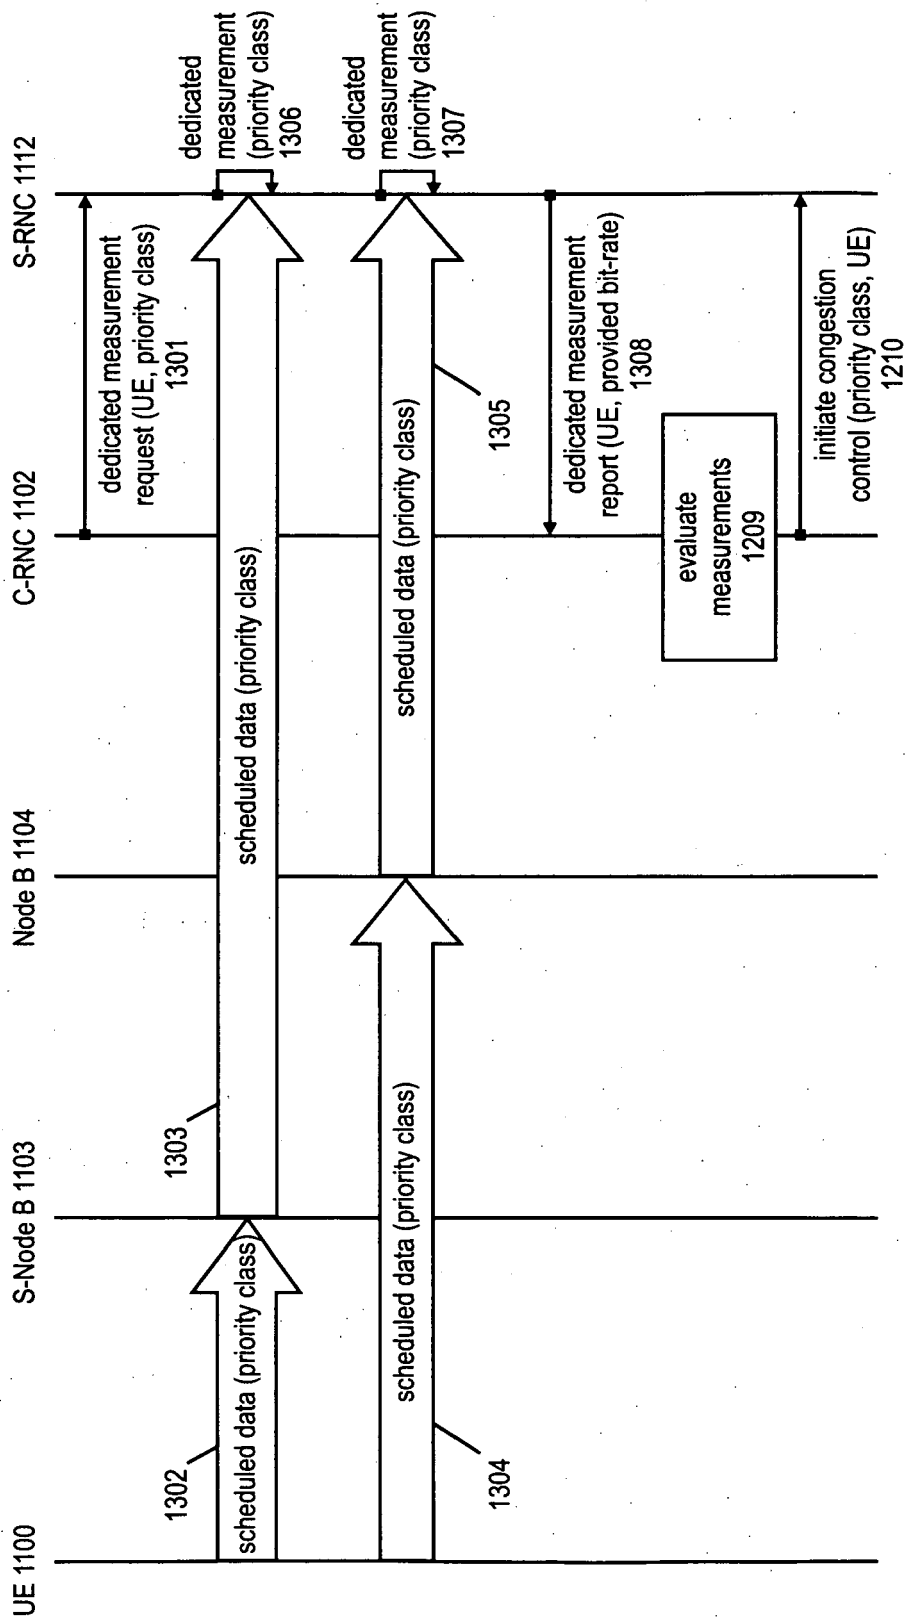 UE 1100
S-Node B 1103
Node B 1104
C-RNC 1102
S-RNC 1112
dedicated measurement
request (UE, priority class)
1301
1302
scheduled data (priority class)
1303
scheduled data (priority class)
dedicated
measurement
(priority class)
1306
1304
scheduled data (priority class)
scheduled data (priority class)
1305
dedicated
measurement
(priority class)
1307
dedicated measurement
report (UE, provided bit-rate)
1308
evaluate
measurements
1209
initiate congestion
control (priority class, UE)
1210